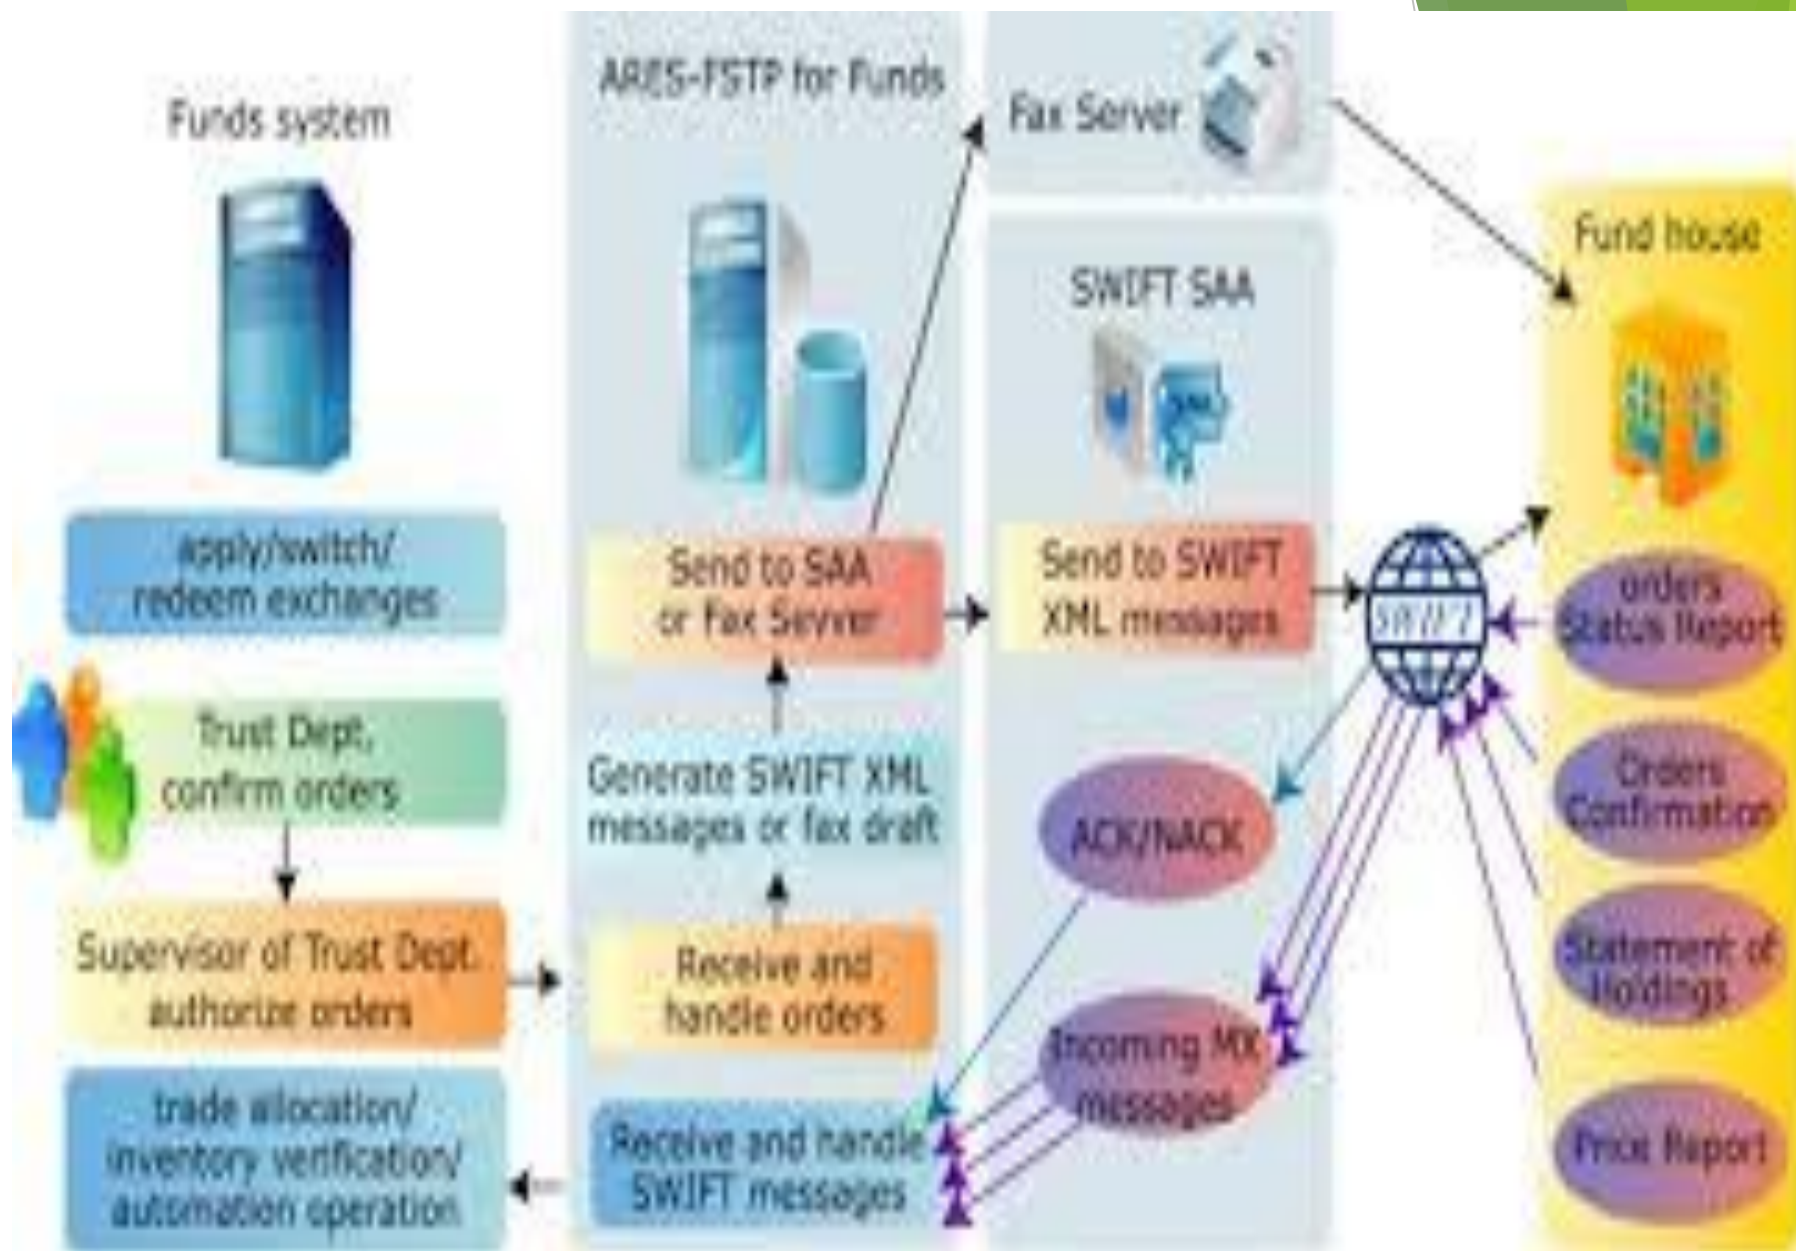 Funds system
apply/switch/
redeem exchanges
Trust Dept,
confirm orders
Supervisor of Trust Dept.
authorize orders
trade allocation/
inventory verification/
automation operation
ARES-FSTP for Funds
Send to SAA
or Fax Server
Generate SWIFT XML
messages or fax draft
Receive and
handle orders
Receive and handle
SWIFT messages
Fax Server
SWIFT SAA
Send to SWIFT
XML messages
ACK/NACK
Incoming MX
messages
SWIFT
Fund house
orders
Status Report
Orders
Confirmation
Statement of
Holdings
Price Report